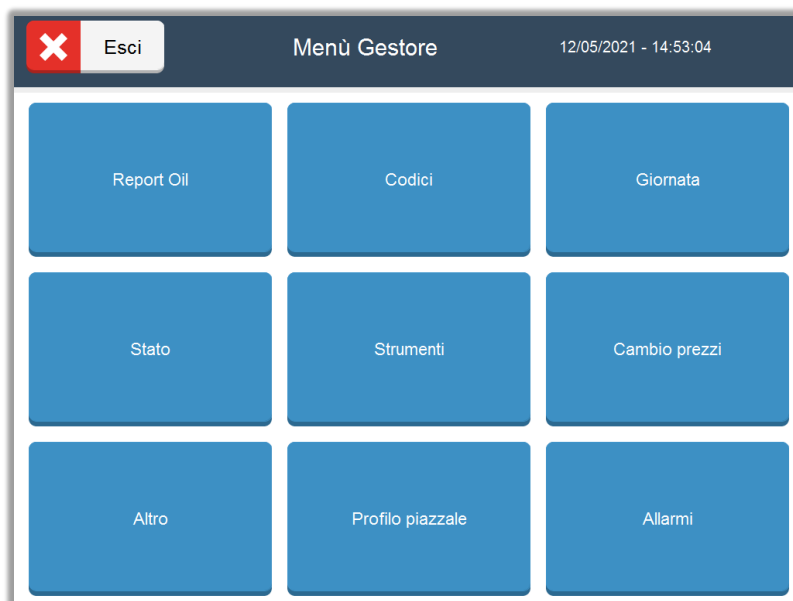 Esci
Menù Gestore
12/05/2021 - 14:53:04
Report Oil
Codici
Giornata
Stato
Strumenti
Cambio prezzi
Altro
Profilo piazzale
Allarmi